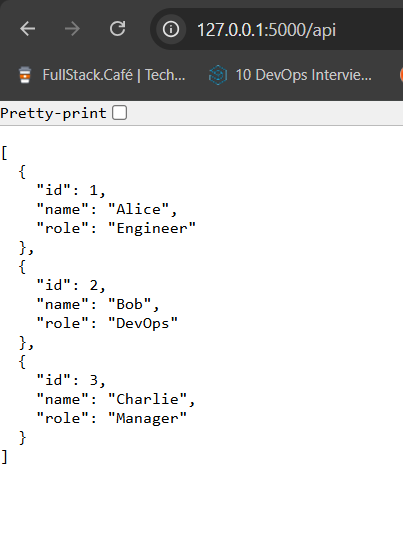 127.0.0.1:5000/api
FullStack.Café | Tech... 10 DevOps Intervie...
Pretty-print
[
  {
    "id": 1,
    "name": "Alice",
    "role": "Engineer"
  },
  {
    "id": 2,
    "name": "Bob",
    "role": "DevOps"
  },
  {
    "id": 3,
    "name": "Charlie",
    "role": "Manager"
  }
]